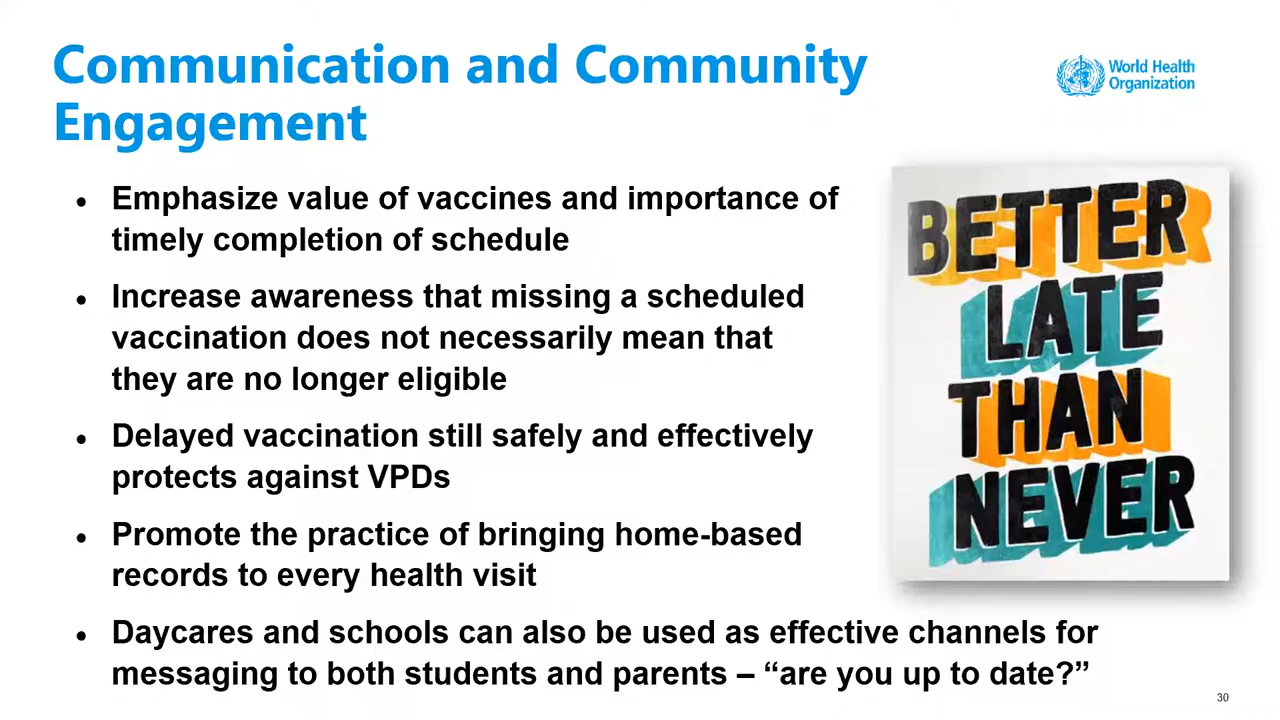 Communication and Community
Engagement
World Health
Organization
• Emphasize value of vaccines and importance of
timely completion of schedule
• Increase awareness that missing a scheduled
vaccination does not necessarily mean that
they are no longer eligible
• Delayed vaccination still safely and effectively
protects against VPDs
• Promote the practice of bringing home-based
records to every health visit
• Daycares and schools can also be used as effective channels for
messaging to both students and parents – “are you up to date?”
BETTER
LATE
THAN
NEVER
30